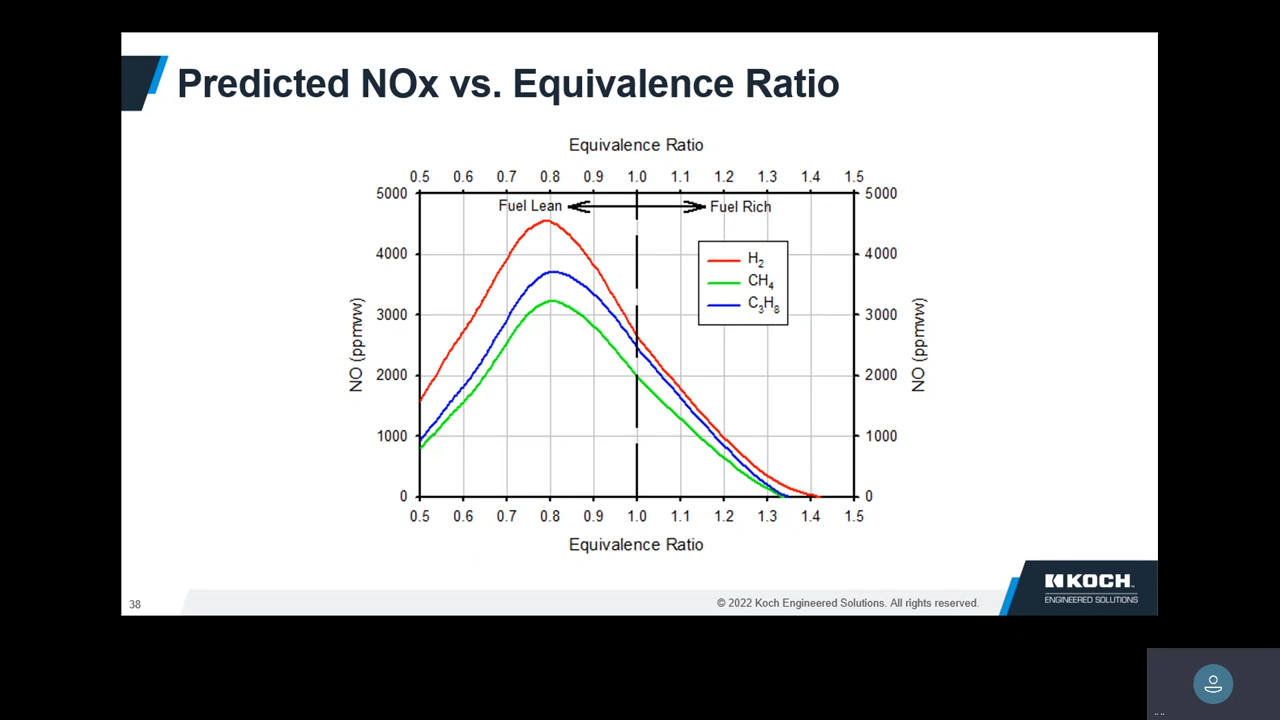 Predicted NOx vs. Equivalence Ratio
Equivalence Ratio
0.5 0.6 0.7 0.8 0.9 1.0 1.1 1.2 1.3 1.4 1.5
5000 5000
Fuel Lean Fuel Rich
4000 4000
H2
CH4
C3H8
3000 3000
NO (ppmvw) NO (ppmvw)
2000 2000
1000 1000
0 0
0.5 0.6 0.7 0.8 0.9 1.0 1.1 1.2 1.3 1.4 1.5
Equivalence Ratio
KOCH
ENGINEERED SOLUTIONS
38
© 2022 Koch Engineered Solutions. All rights reserved.